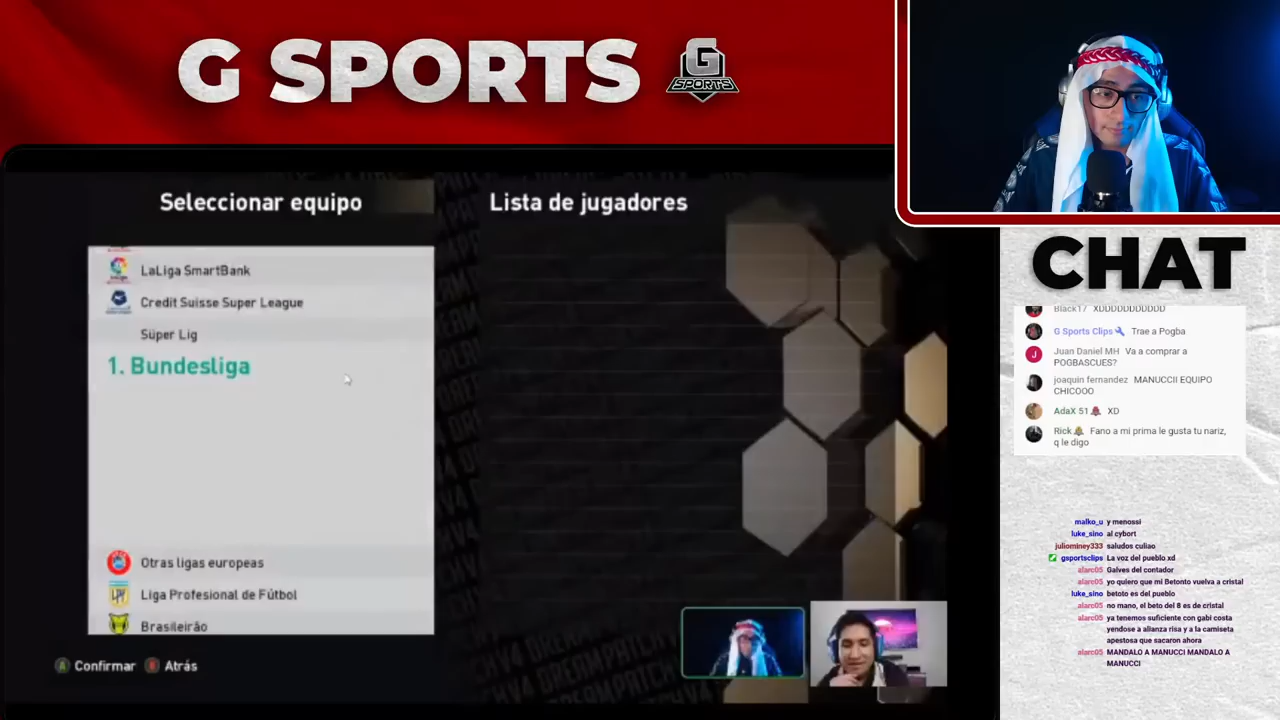 G SPORTS
G
SPORTS
Seleccionar equipo
Lista de jugadores
LaLiga SmartBank
Credit Suisse Super League
Süper Lig
1. Bundesliga
Otras ligas europeas
Liga Profesional de Fútbol
Brasileirão
A Confirmar B Atrás
CHAT
Black17 XDDDDDDDDDD
G Sports Clips Trae a Pogba
Juan Daniel MH Va a comprar a
POGBASCUES?
joaquin fernandez MANUCCII EQUIPO
CHICOOO
AdaX 51 XD
Rick Fano a mi prima le gusta tu nariz,
q le digo
malko_u y menossi
luke_sino al cybort
juliominey333 saludos culiao
gsportsclips La voz del pueblo xd
alarc05 Galves del contador
alarc05 yo quiero que mi Betonto vuelva a cristal
luke_sino betoto es del pueblo
alarc05 no mano, el beto del 8 es de cristal
alarc05 ya tenemos suficiente con gabi costa
yendose a alianza risa y a la camiseta
apestosa que sacaron ahora
alarc05 MANDALO A MANUCCI MANDALO A
MANUCCI